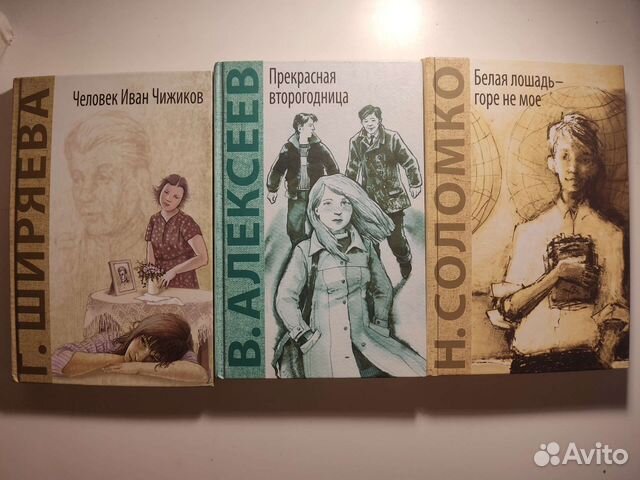 Г. ШИРЯЕВА
Человек Иван Чижиков
В. АЛЕКСЕЕВ
Прекрасная
второгодница
Н. СОЛОМКО
Белая лошадь–
горе не мое
Avito